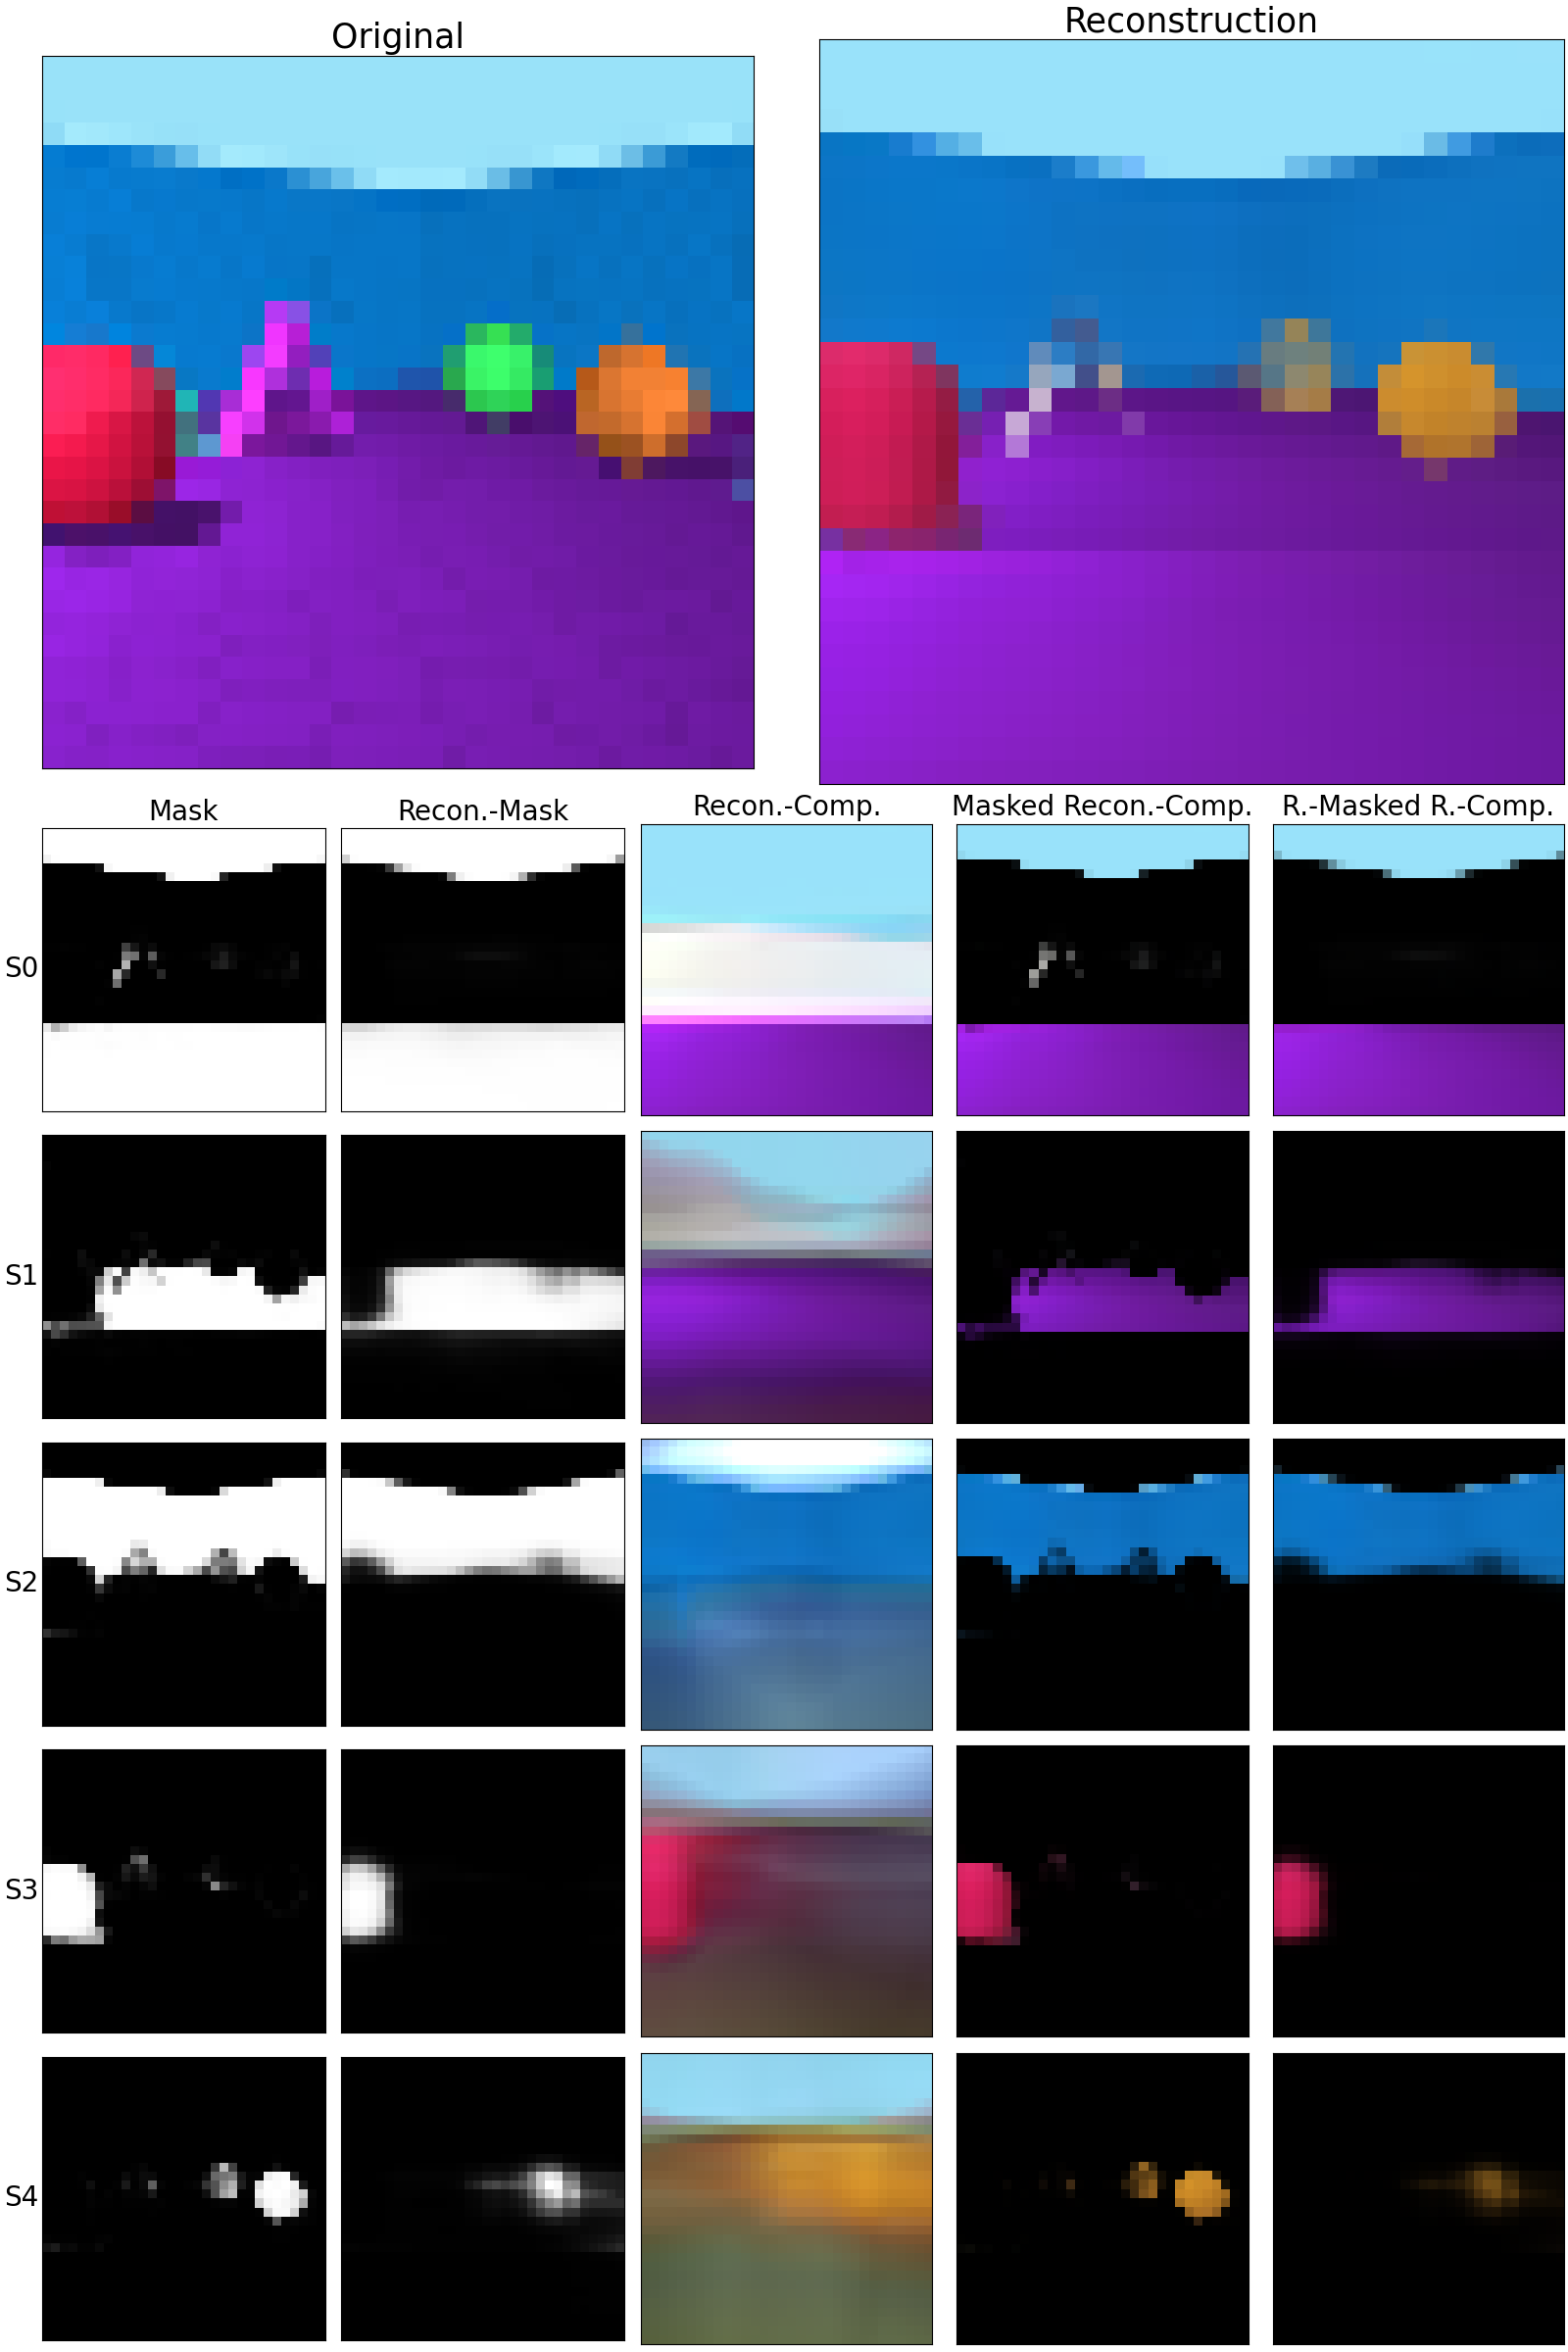 Original
Reconstruction
Mask
Recon.-Mask
Recon.-Comp.
Masked Recon.-Comp.
R.-Masked R.-Comp.
S0
S1
S2
S3
S4